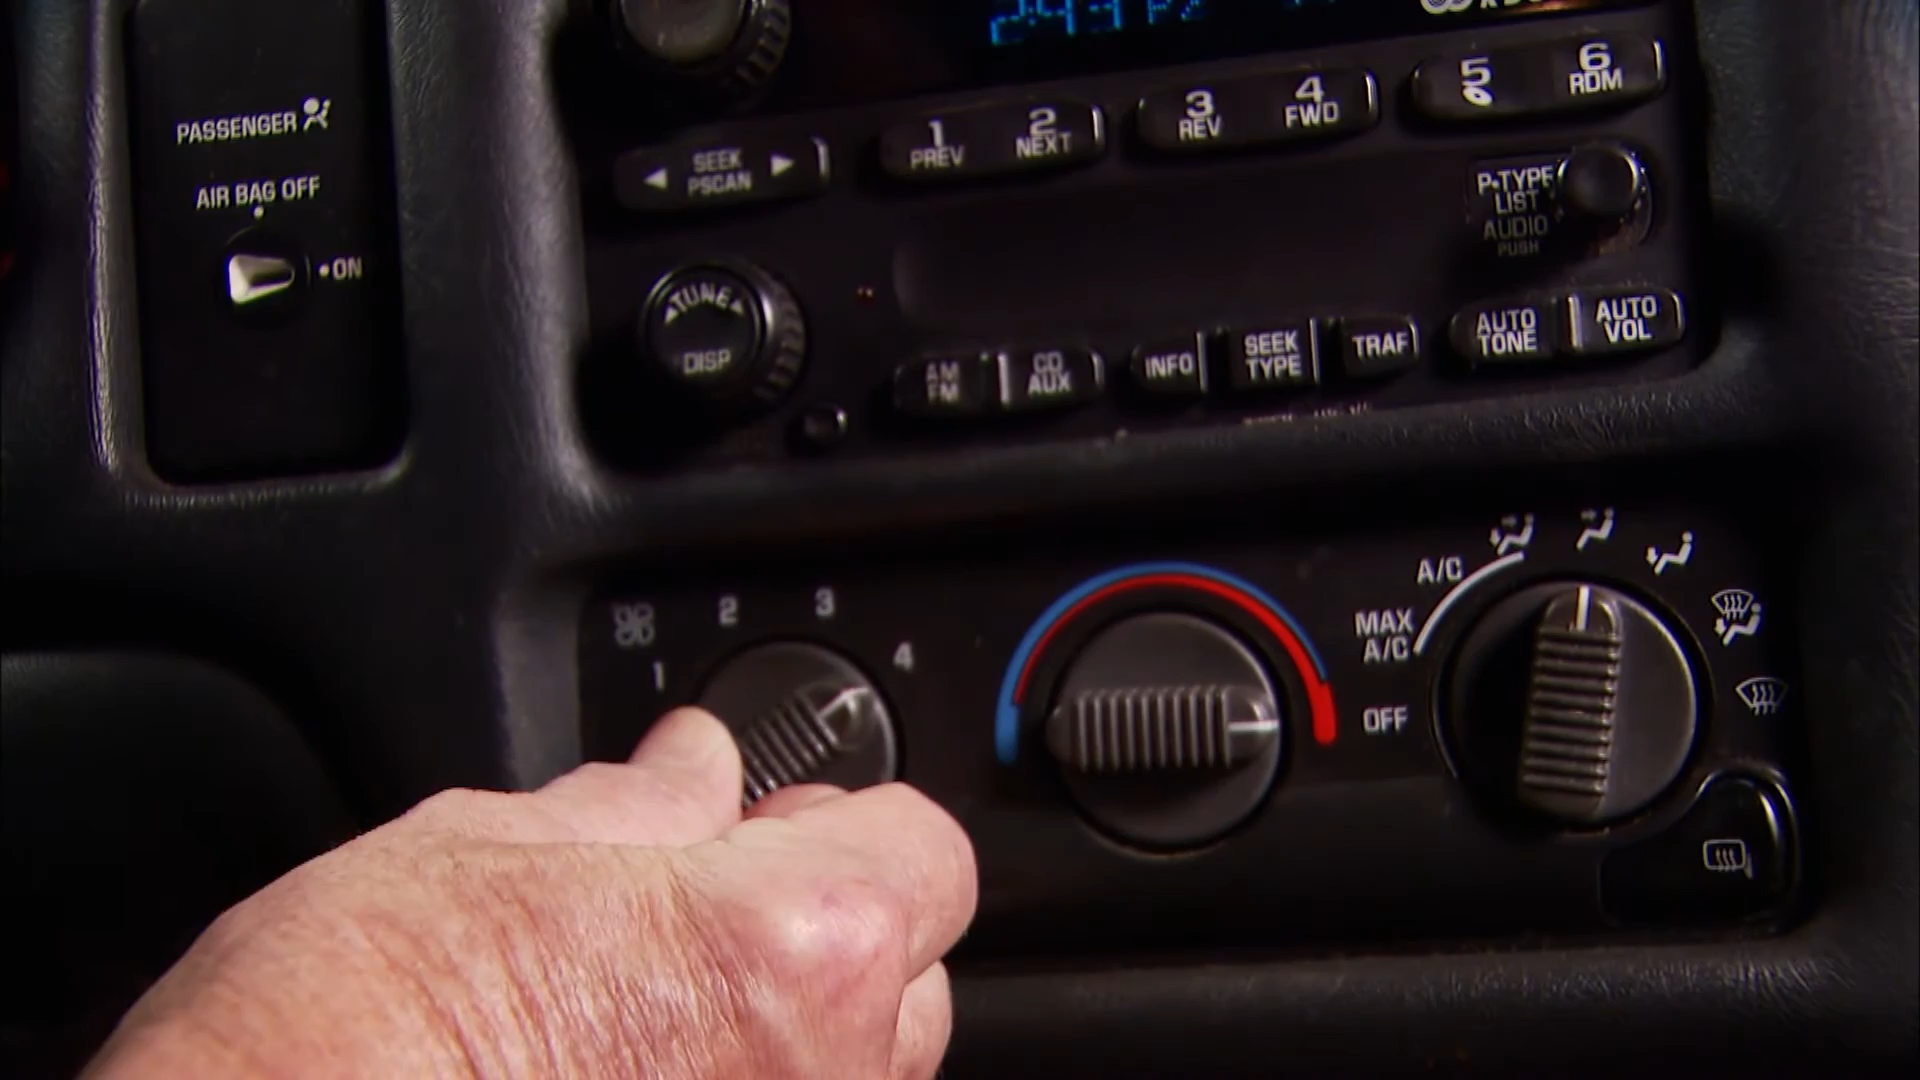 2:43
PASSENGER
AIR BAG OFF
ON
SEEK
PSCAN
1
PREV
2
NEXT
3
REV
4
FWD
5
6
RDM
P-TYPE
LIST
AUDIO
PUSH
TUNE
DISP
AM
FM
CD
AUX
INFO
SEEK
TYPE
TRAF
AUTO
TONE
AUTO
VOL
1
2
3
4
A/C
MAX
A/C
OFF